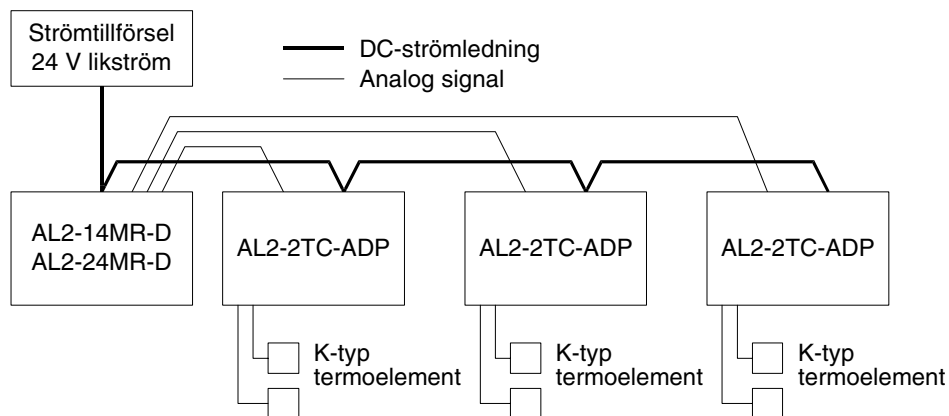 Strömtillförsel
24 V likström
DC-strömledning
Analog signal
AL2-14MR-D
AL2-24MR-D
AL2-2TC-ADP
AL2-2TC-ADP
AL2-2TC-ADP
K-typ
termoelement
K-typ
termoelement
K-typ
termoelement